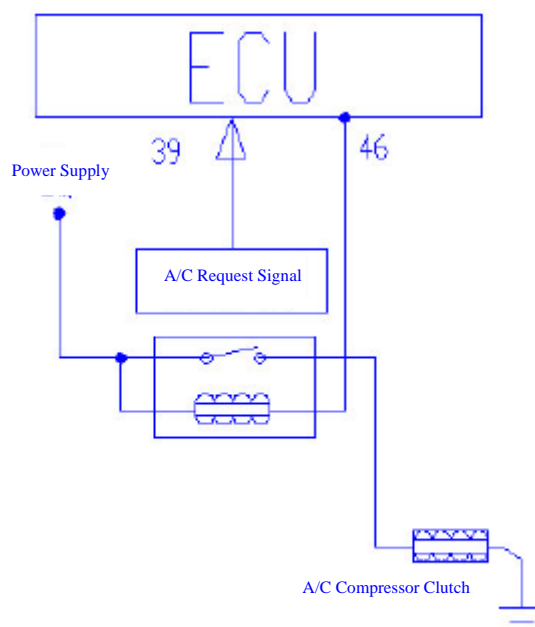 ECU
39
46
Power Supply
A/C Request Signal
A/C Compressor Clutch